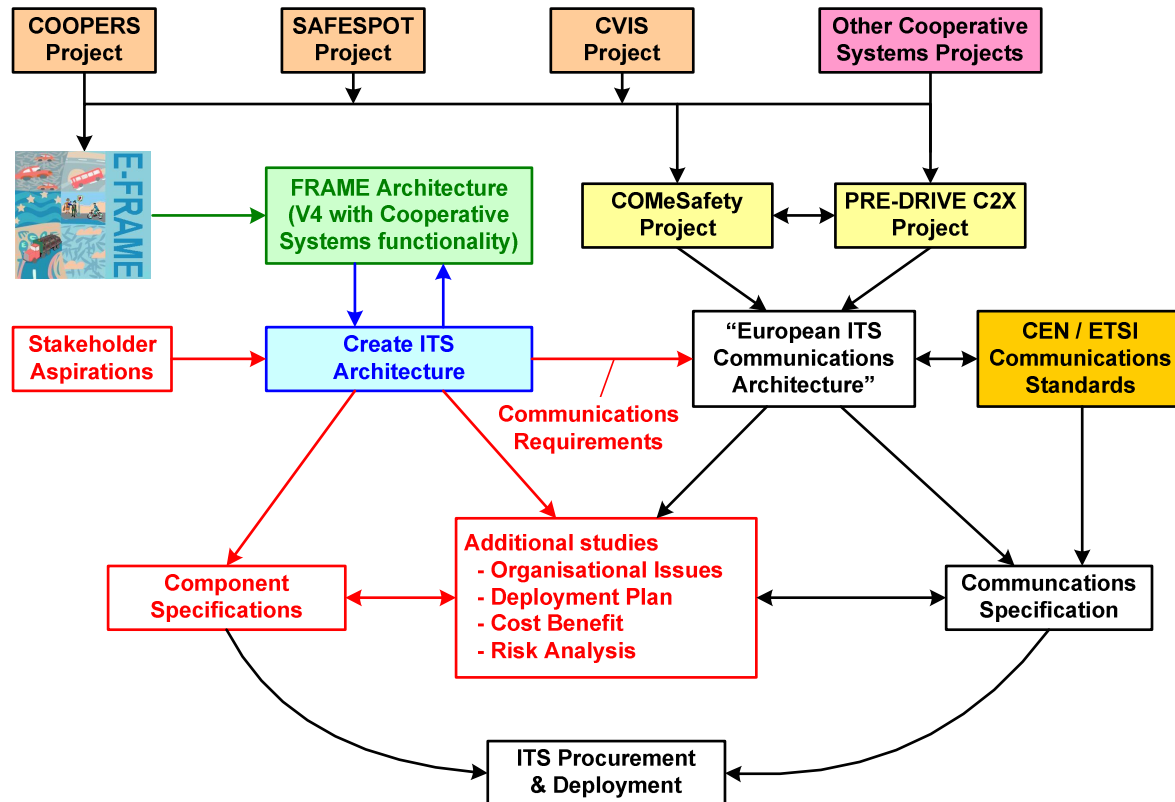 COOPERS
Project
SAFESPOT
Project
CVIS
Project
Other Cooperative
Systems Projects
E-FRAME
FRAME Architecture
(V4 with Cooperative
Systems functionality)
COMeSafety
Project
PRE-DRIVE C2X
Project
Stakeholder
Aspirations
Create ITS
Architecture
“European ITS
Communications
Architecture”
CEN / ETSI
Communications
Standards
Communications
Requirements
Component
Specifications
Additional studies
- Organisational Issues
- Deployment Plan
- Cost Benefit
- Risk Analysis
Communcations
Specification
ITS Procurement
& Deployment